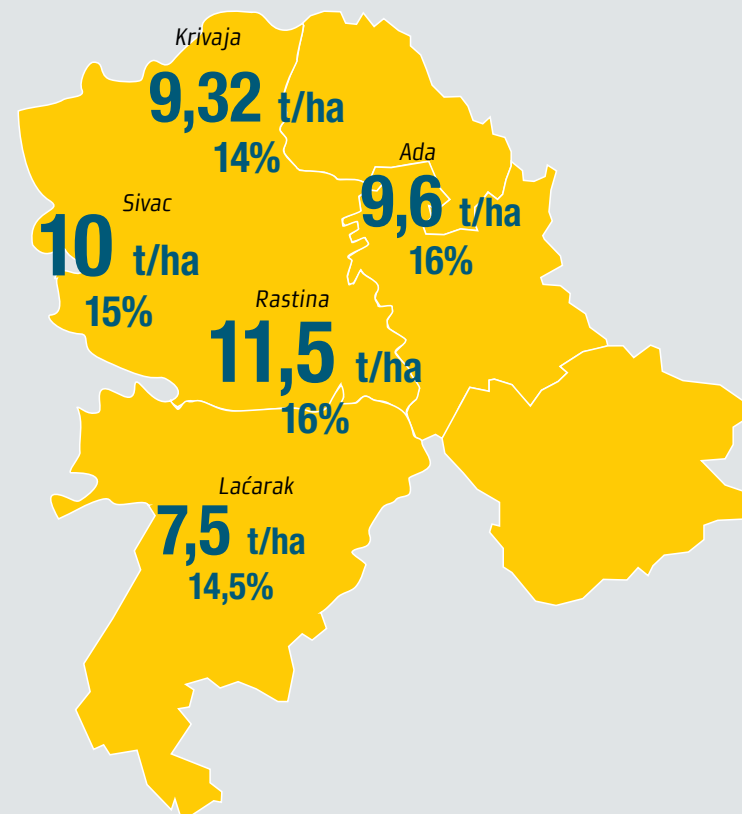 Krivaja
9,32 t/ha
14%
Ada
9,6 t/ha
16%
Sivac
10 t/ha
15%
Rastina
11,5 t/ha
16%
Laćarak
7,5 t/ha
14,5%